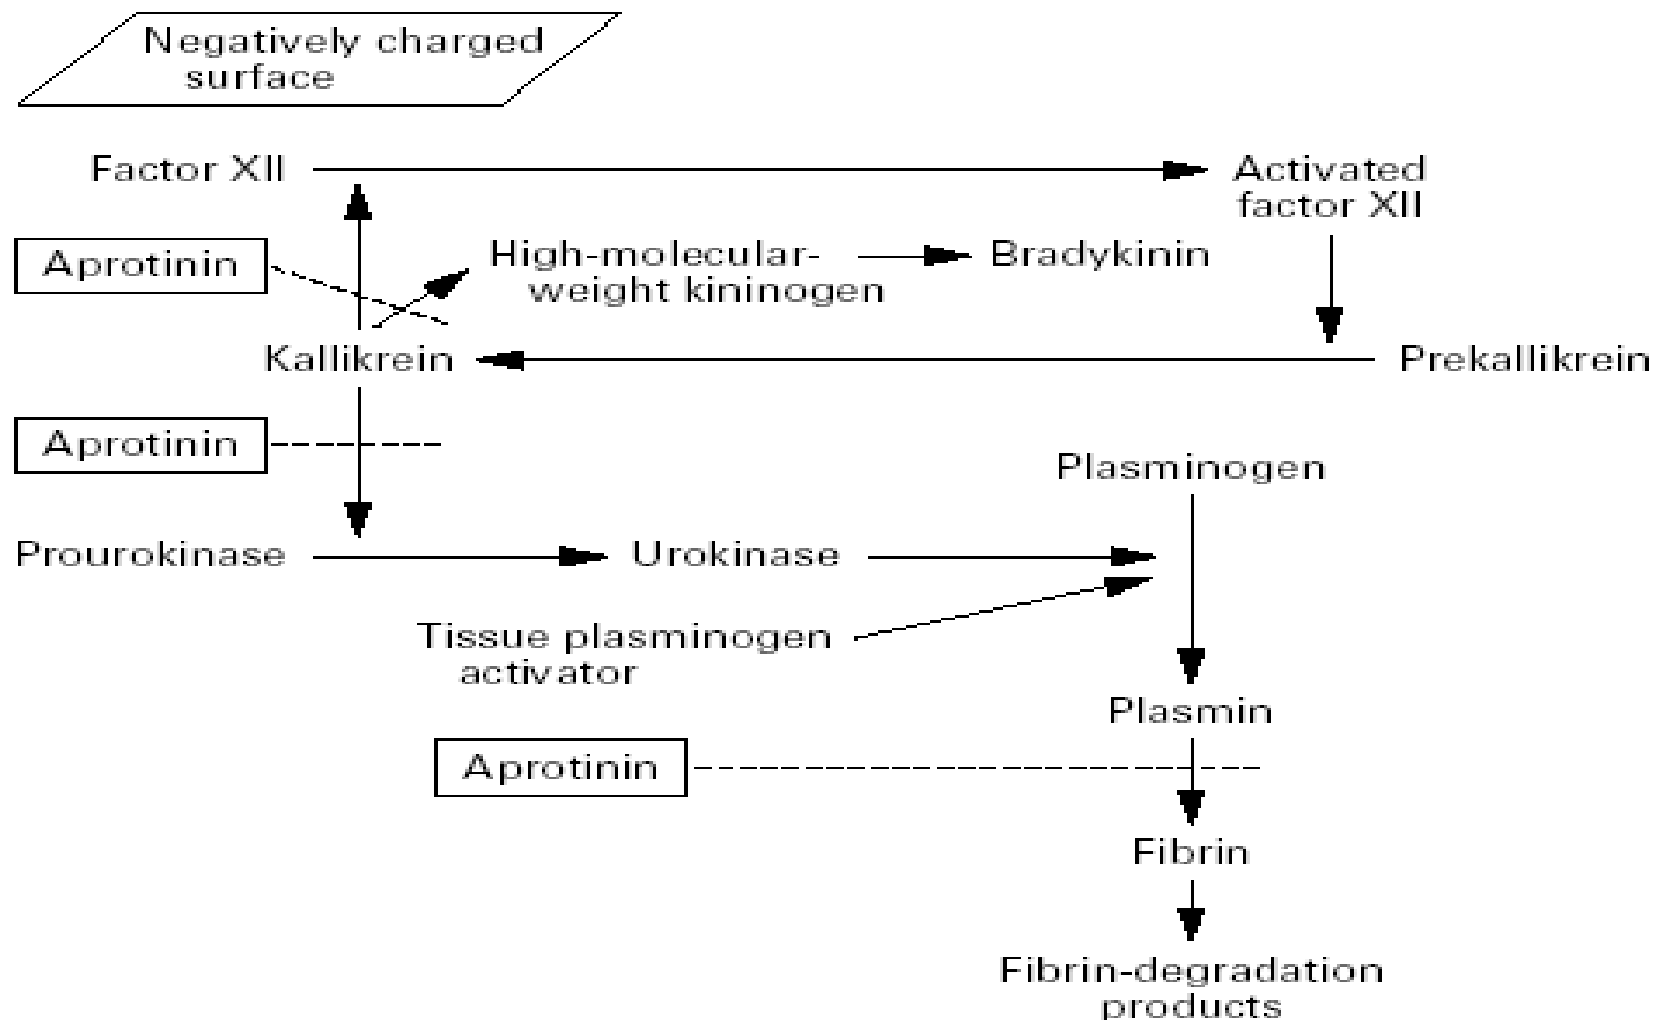 Negatively charged
surface
Factor XII
Activated
factor XII
Aprotinin
High-molecular-
weight kininogen
Bradykinin
Kallikrein
Prekallikrein
Aprotinin
Plasminogen
Prourokinase
Urokinase
Tissue plasminogen
activator
Plasmin
Aprotinin
Fibrin
Fibrin-degradation
products